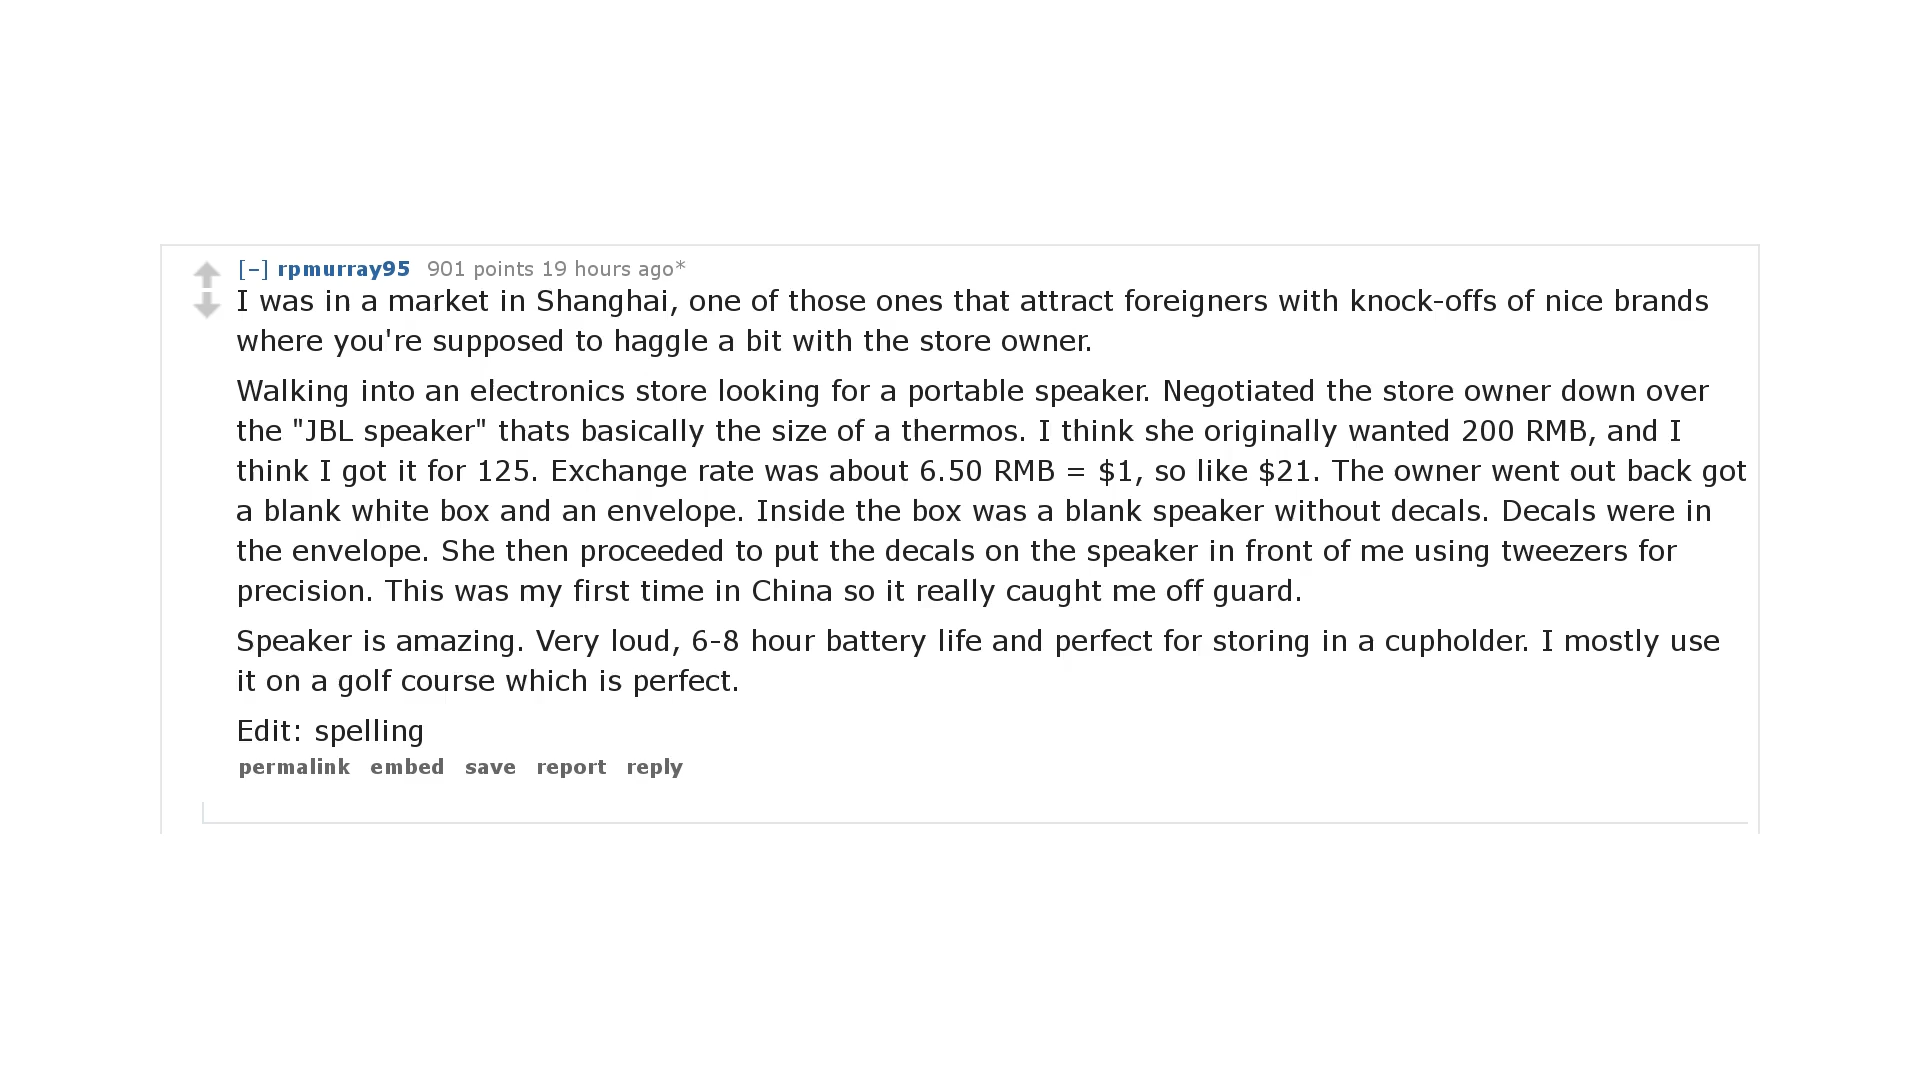 [–] rpmurray95 901 points 19 hours ago*
I was in a market in Shanghai, one of those ones that attract foreigners with knock-offs of nice brands
where you're supposed to haggle a bit with the store owner.
Walking into an electronics store looking for a portable speaker. Negotiated the store owner down over
the "JBL speaker" thats basically the size of a thermos. I think she originally wanted 200 RMB, and I
think I got it for 125. Exchange rate was about 6.50 RMB = $1, so like $21. The owner went out back got
a blank white box and an envelope. Inside the box was a blank speaker without decals. Decals were in
the envelope. She then proceeded to put the decals on the speaker in front of me using tweezers for
precision. This was my first time in China so it really caught me off guard.
Speaker is amazing. Very loud, 6-8 hour battery life and perfect for storing in a cupholder. I mostly use
it on a golf course which is perfect.
Edit: spelling
permalink embed save report reply